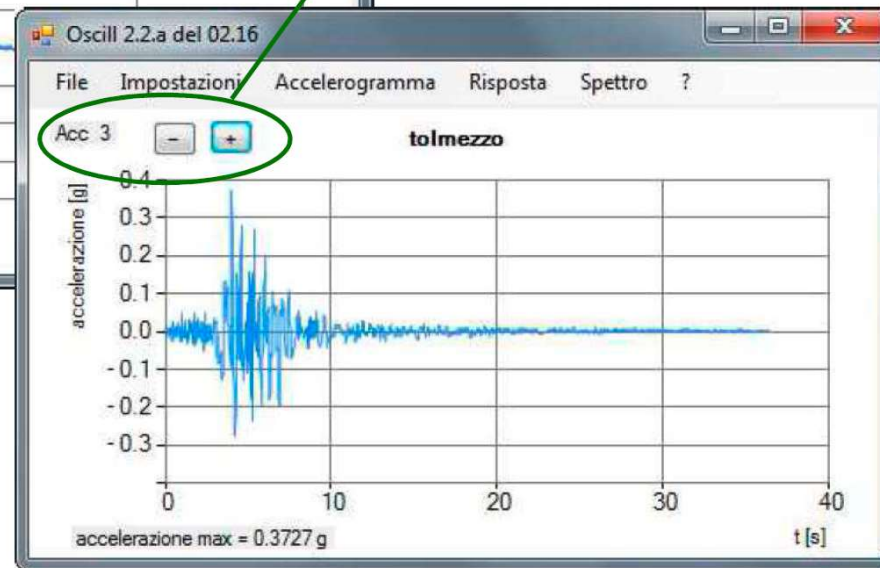 Oscill 2.2.a del 02.16
File Impostazioni Accelerogramma Risposta Spettro ?
Acc 3 - + tolmezzo
accelerazione [g]
0.4
0.3
0.2
0.1
0.0
-0.1
-0.2
-0.3
0 10 20 30 40
accelerazione max = 0.3727 g t [s]